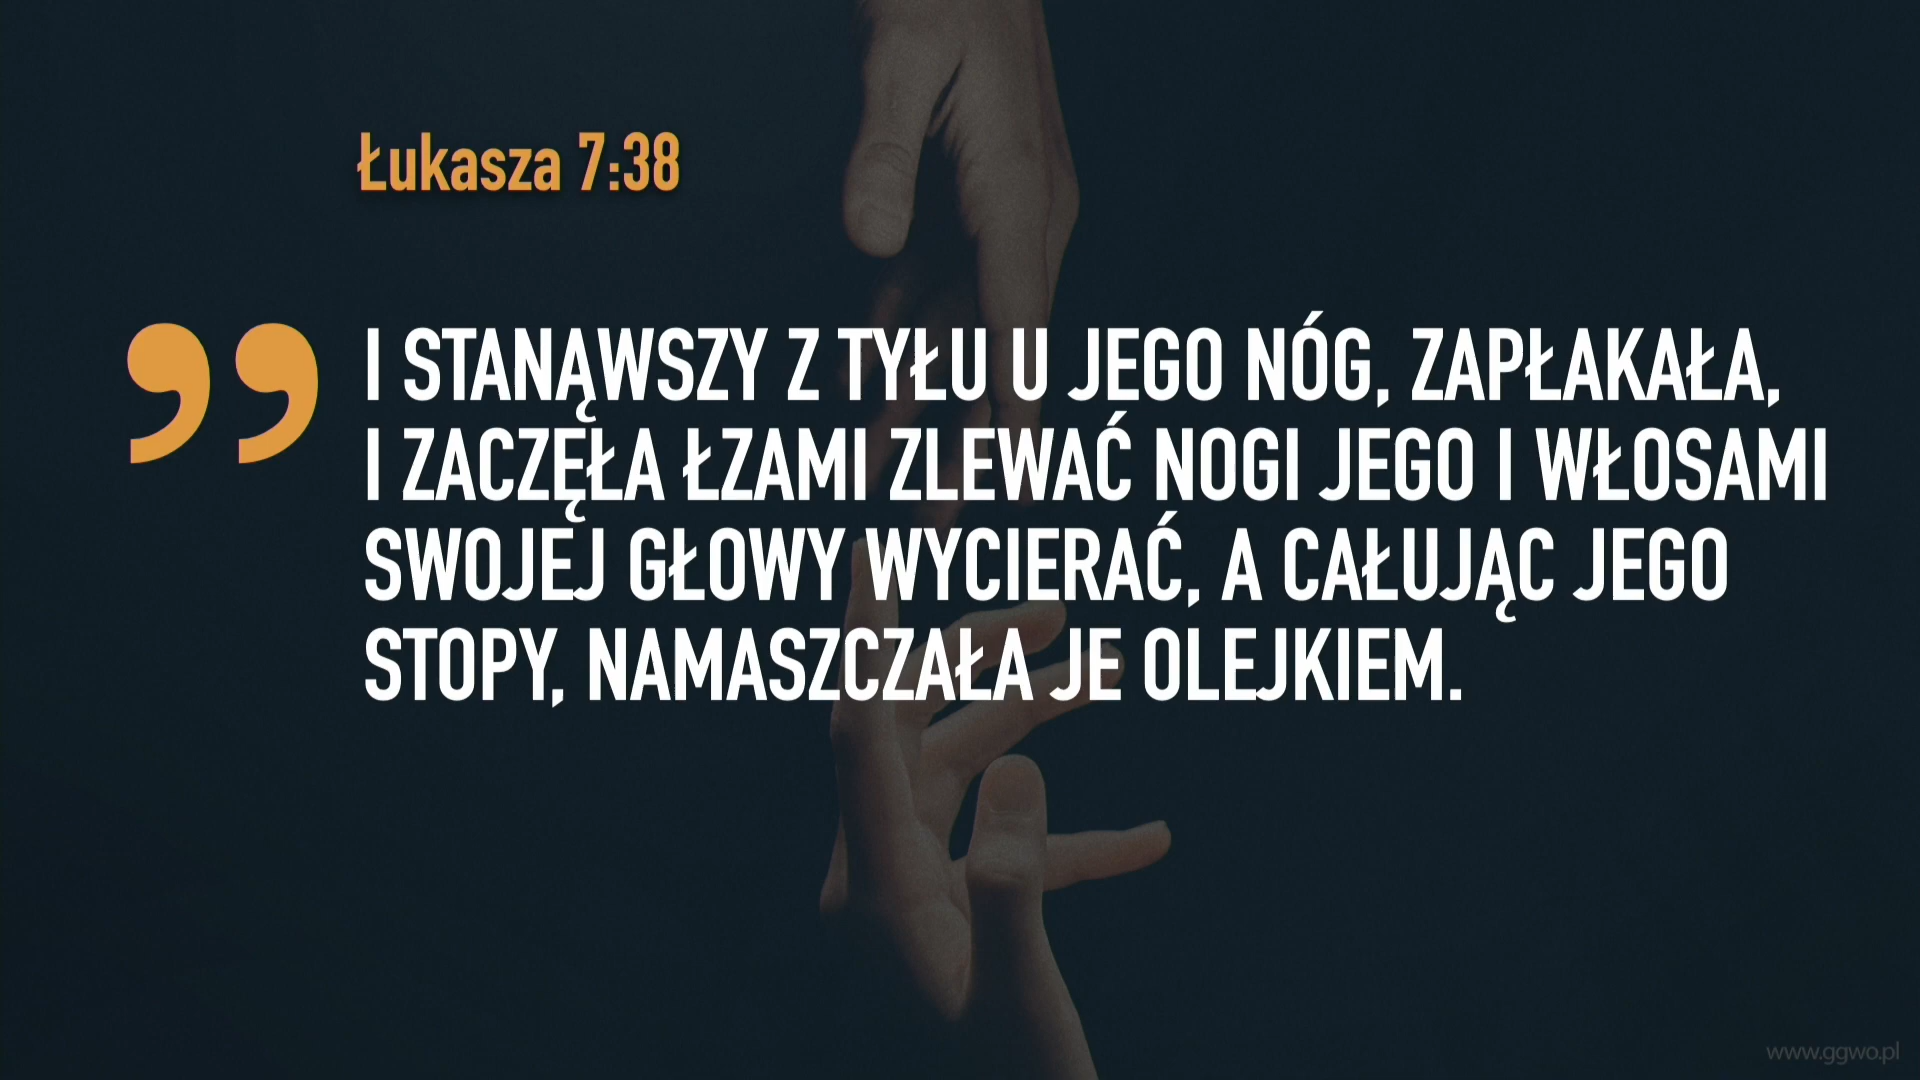 Łukasza 7:38
” I STANĄWSZY Z TYŁU U JEGO NÓG, ZAPŁAKAŁA,
I ZACZĘŁA ŁZAMI ZLEWAĆ NOGI JEGO I WŁOSAMI
SWOJEJ GŁOWY WYCIERAĆ, A CAŁUJĄC JEGO
STOPY, NAMASZCZAŁA JE OLEJKIEM.
www.ggwo.pl